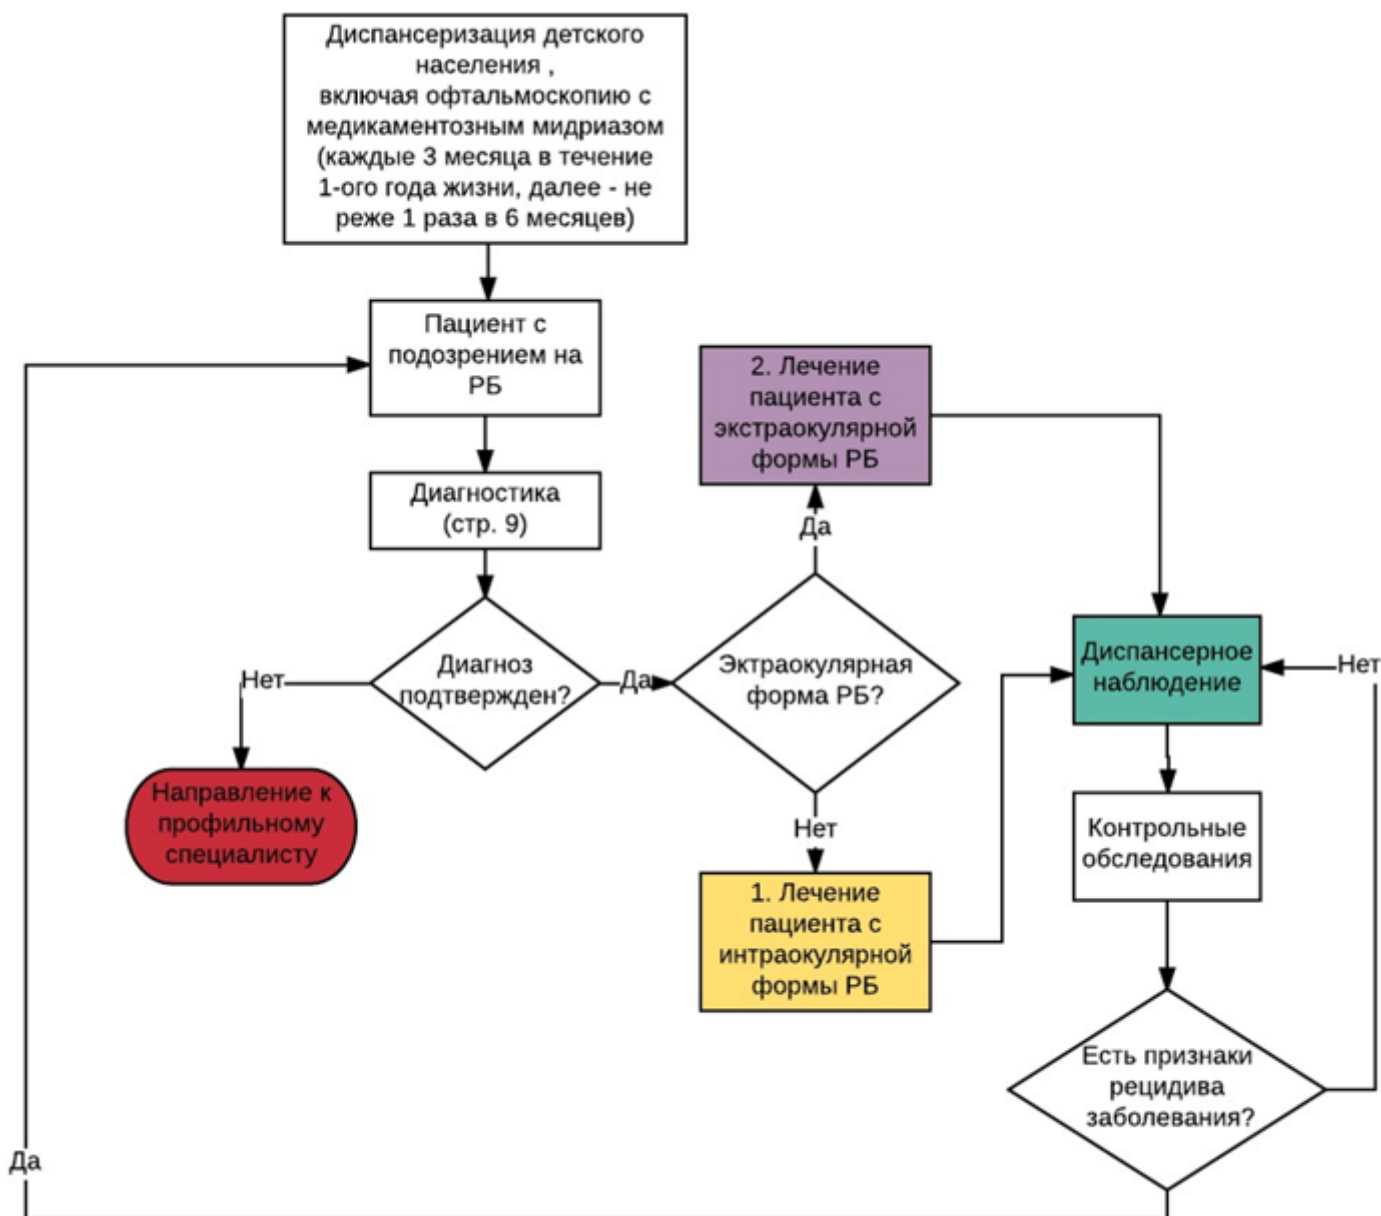 Диспансеризация детского
населения ,
включая офтальмоскопию с
медикаментозным мидриазом
(каждые 3 месяца в течение
1-ого года жизни, далее - не
реже 1 раза в 6 месяцев)
Пациент с
подозрением на
РБ
Диагностика
(стр. 9)
Диагноз
подтвержден?
Нет
Направление к
профильному
специалисту
Да
Эктраокулярная
форма РБ?
Да
2. Лечение
пациента с
экстраокулярной
формы РБ
Нет
1. Лечение
пациента с
интраокулярной
формы РБ
Диспансерное
наблюдение
Контрольные
обследования
Есть признаки
рецидива
заболевания?
Нет
Да